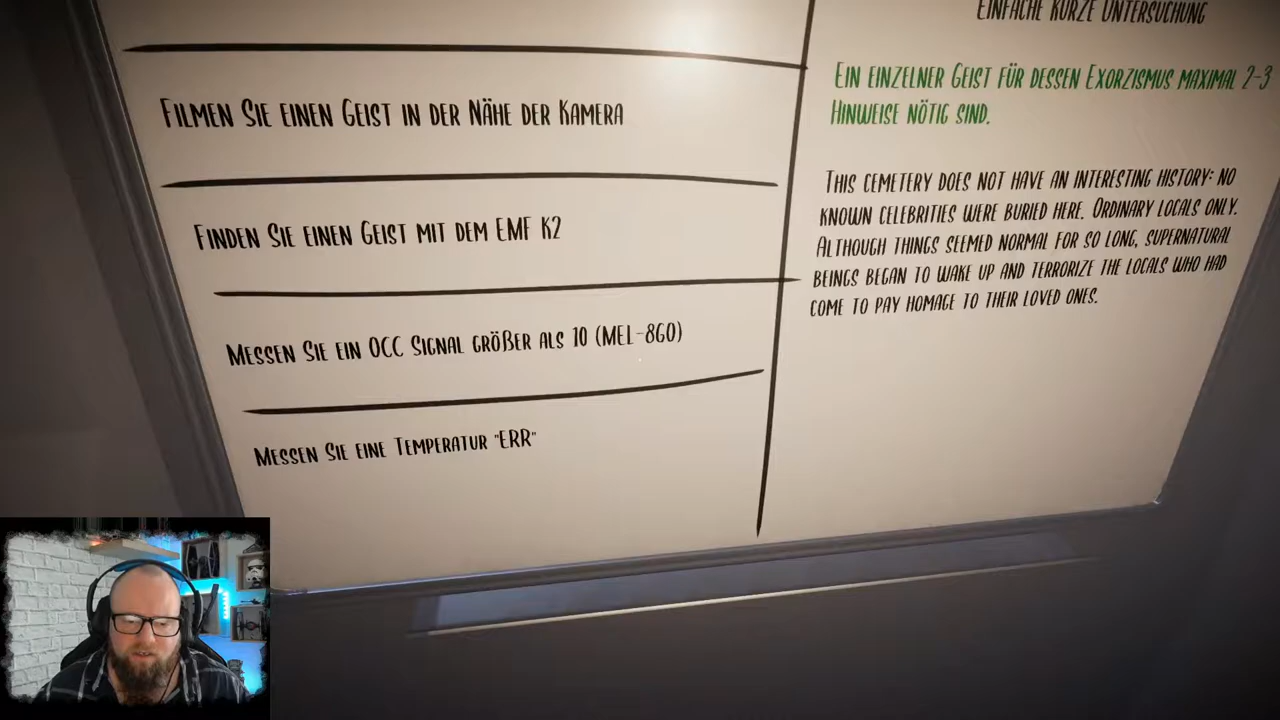 Filmen Sie einen Geist in der Nähe der Kamera
Finden Sie einen Geist mit dem EMF K2
Messen Sie ein OCC Signal größer als 10 (MEL-8GO)
Messen Sie eine Temperatur "ERR"
Einfache kurze Untersuchung
Ein einzelner Geist für dessen Exorzismus maximal 2-3
Hinweise nötig sind.
This cemetery does not have an interesting history: no
known celebrities were buried here. Ordinary locals only.
Although things seemed normal for so long, supernatural
beings began to wake up and terrorize the locals who had
come to pay homage to their loved ones.